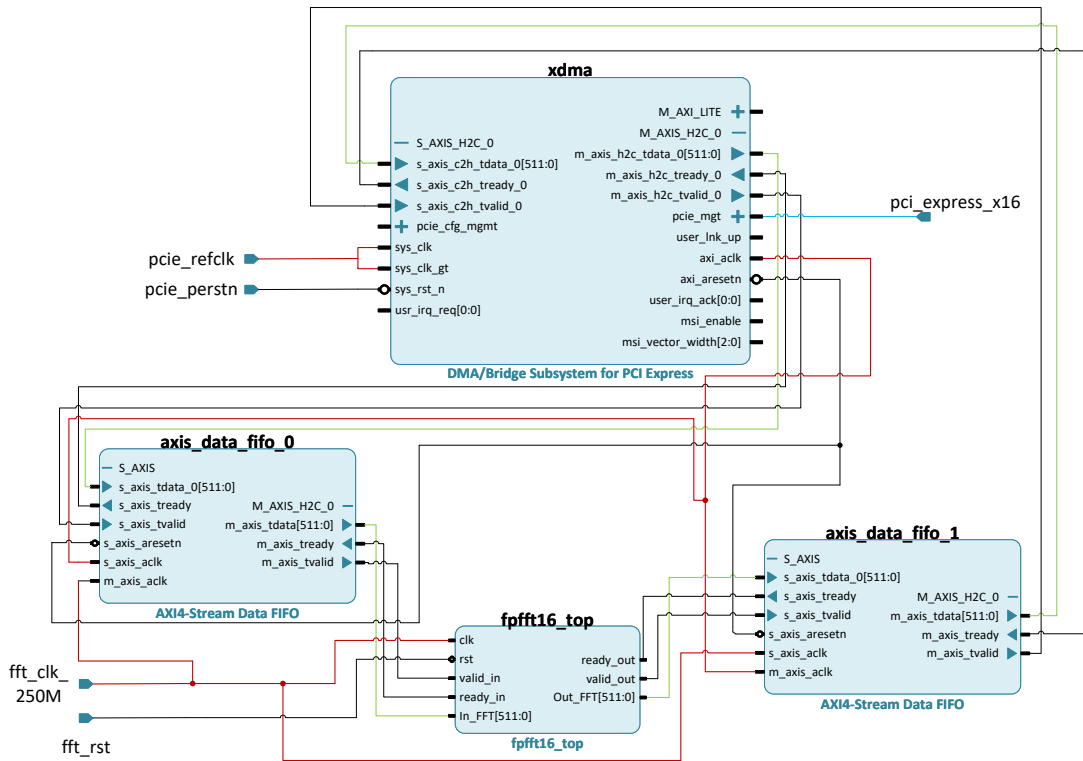 xdma
M_AXI_LITE
M_AXIS_H2C_0
S_AXIS_H2C_0
m_axis_h2c_tdata_0[511:0]
s_axis_c2h_tdata_0[511:0]
m_axis_h2c_tready_0
s_axis_c2h_tready_0
m_axis_h2c_tvalid_0
s_axis_c2h_tvalid_0
pcie_mgt
pci_express_x16
pcie_cfg_mgmt
user_lnk_up
sys_clk
pcie_refclk
axi_aclk
sys_clk_gt
axi_aresetn
pcie_perstn
sys_rst_n
user_irq_ack[0:0]
usr_irq_req[0:0]
msi_enable
msi_vector_width[2:0]
DMA/Bridge Subsystem for PCI Express
axis_data_fifo_0
S_AXIS
s_axis_tdata_0[511:0]
s_axis_tready
M_AXIS_H2C_0
s_axis_tvalid
m_axis_tdata[511:0]
s_axis_aresetn
m_axis_tready
s_axis_aclk
m_axis_tvalid
m_axis_aclk
AXI4-Stream Data FIFO
axis_data_fifo_1
S_AXIS
s_axis_tdata_0[511:0]
s_axis_tready
M_AXIS_H2C_0
s_axis_tvalid
m_axis_tdata[511:0]
s_axis_aresetn
m_axis_tready
s_axis_aclk
m_axis_tvalid
m_axis_aclk
AXI4-Stream Data FIFO
fpfft16_top
clk
rst
ready_out
valid_in
valid_out
ready_in
Out_FFT[511:0]
In_FFT[511:0]
fpfft16_top
fft_clk_
250M
fft_rst